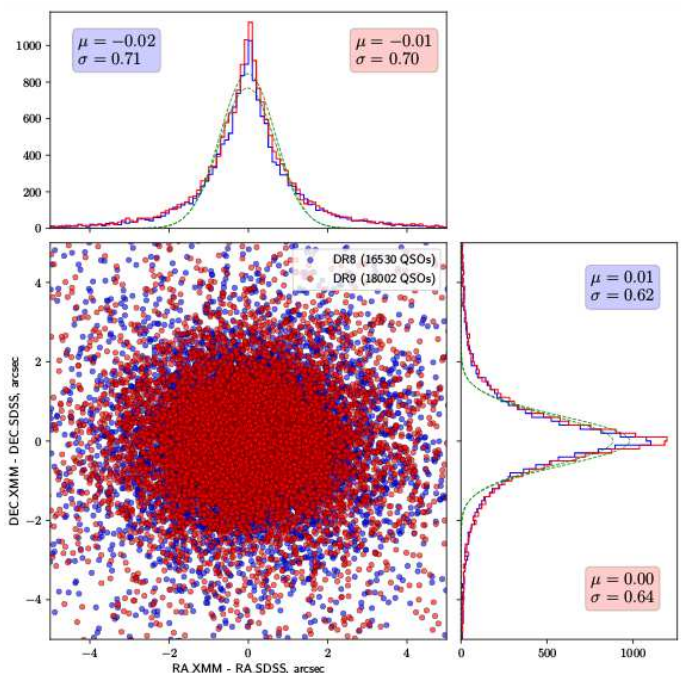 μ = −0.02
σ = 0.71
μ = −0.01
σ = 0.70
1000
800
600
400
200
0
DR8 (16530 QSOs)
DR9 (18002 QSOs)
μ = 0.01
σ = 0.62
μ = 0.00
σ = 0.64
4
2
0
−2
−4
DEC.XMM - DEC.SDSS, arcsec
−4 −2 0 2 4
RA.XMM - RA.SDSS, arcsec
0 500 1000